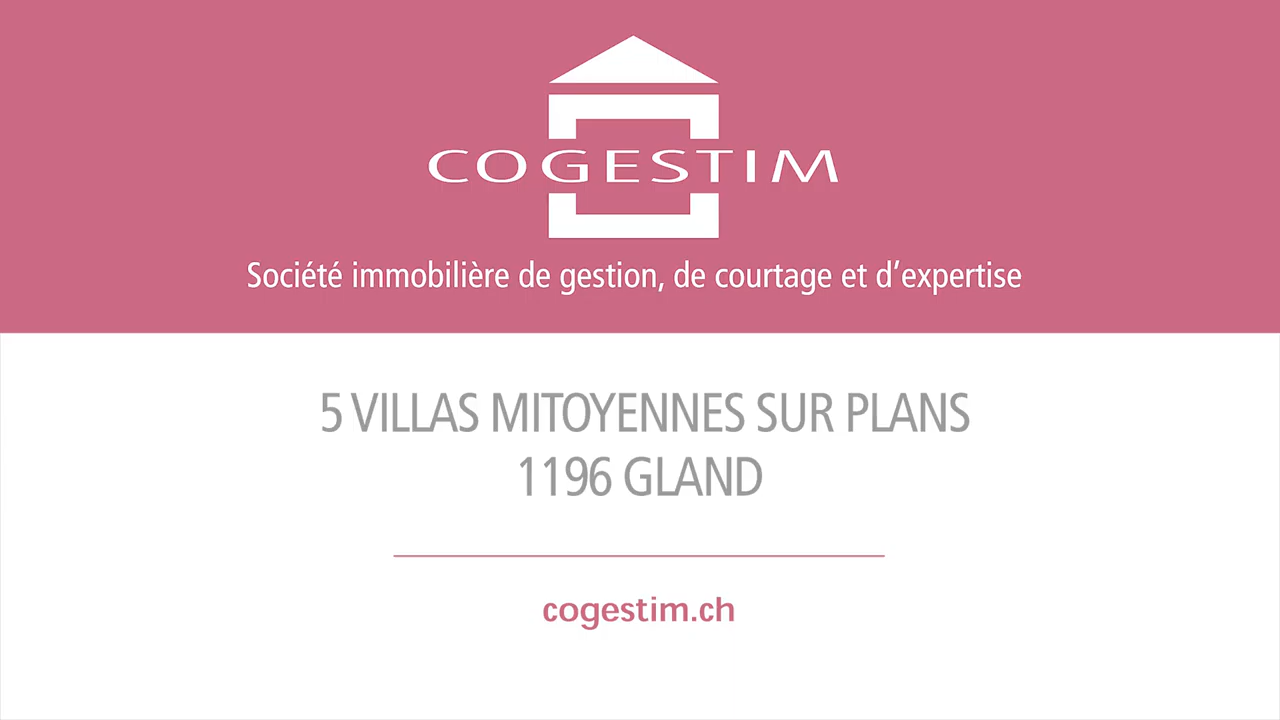 COGESTIM
Société immobilière de gestion, de courtage et d’expertise
5 VILLAS MITOYENNES SUR PLANS
1196 GLAND
cogestim.ch